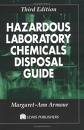 Third Edition
HAZARDOUS
LABORATORY
CHEMICALS
DISPOSAL
GUIDE
Margaret-Ann Armour
LEWIS PUBLISHERS